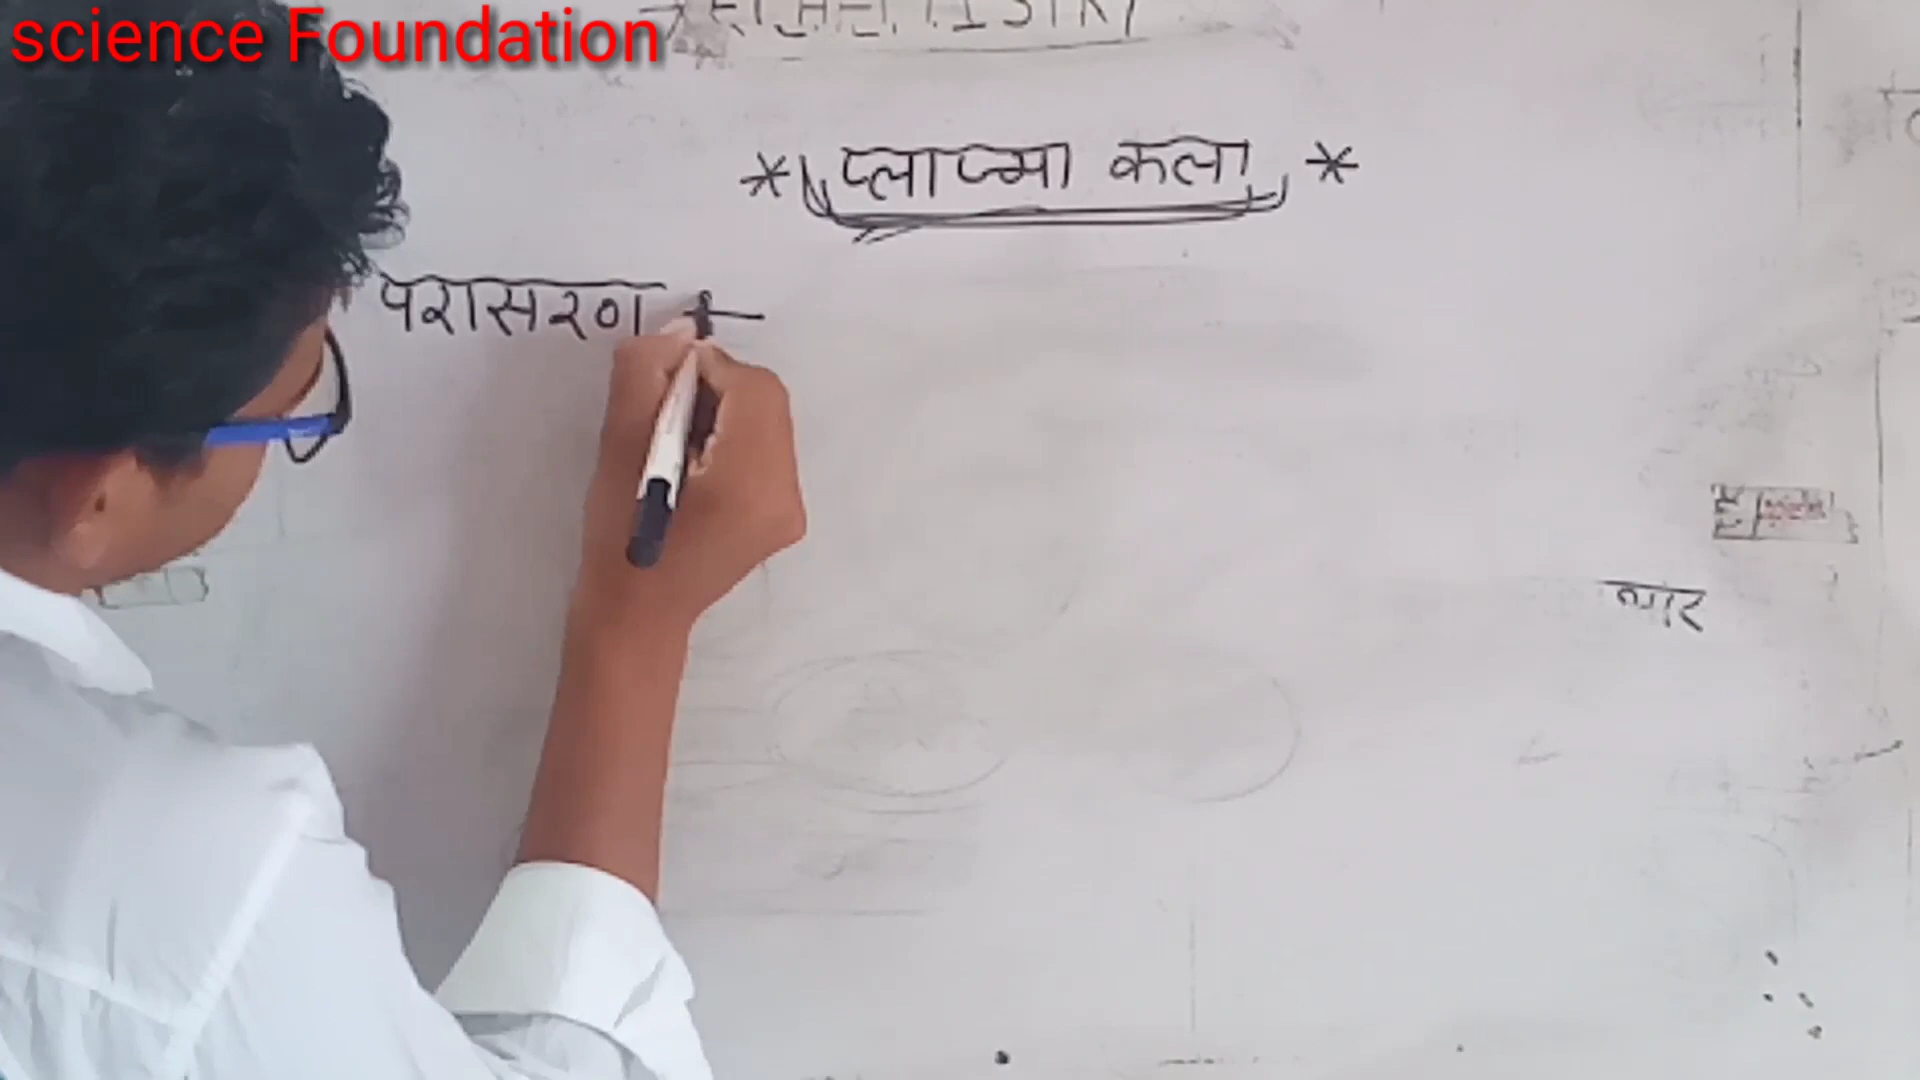 science Foundation
* प्लाज्मा कला *
परासरण